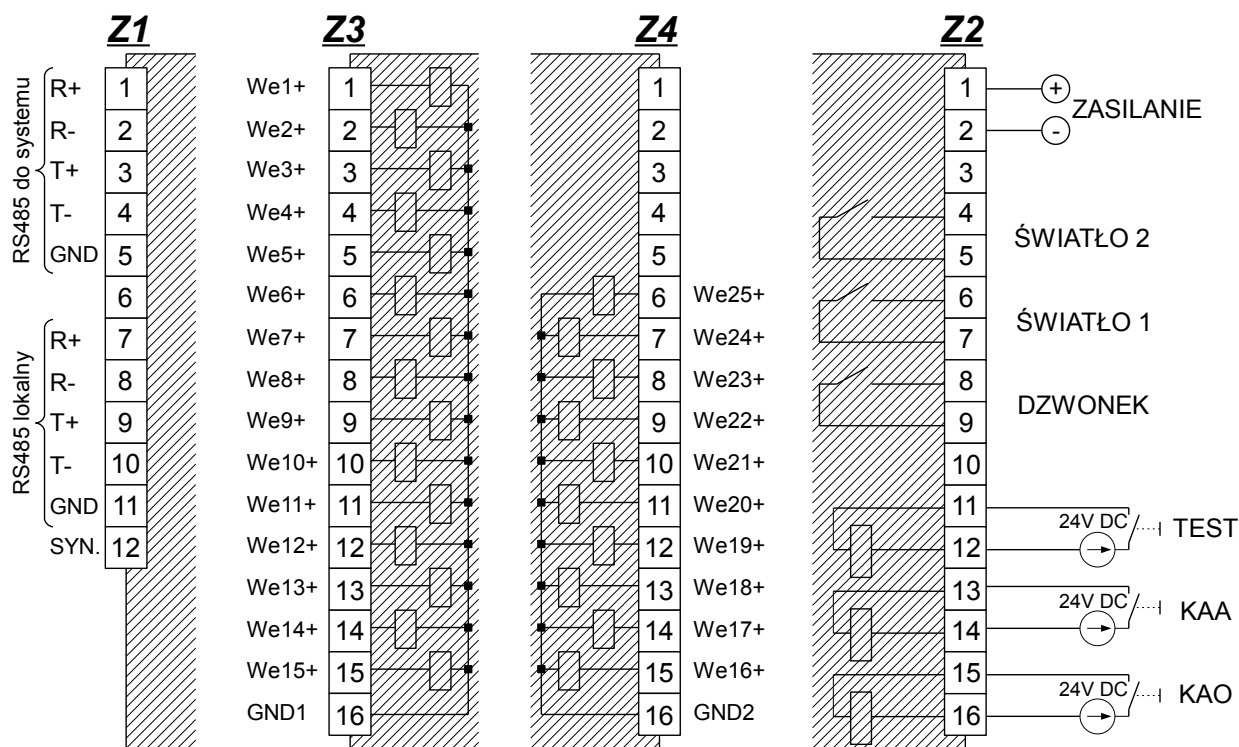 Z1
RS485 do systemu
R+ 1
R- 2
T+ 3
T- 4
GND 5
6
RS485 lokalny
R+ 7
R- 8
T+ 9
T- 10
GND 11
SYN. 12
Z3
We1+ 1
We2+ 2
We3+ 3
We4+ 4
We5+ 5
We6+ 6
We7+ 7
We8+ 8
We9+ 9
We10+ 10
We11+ 11
We12+ 12
We13+ 13
We14+ 14
We15+ 15
GND1 16
Z4
1
2
3
4
5
6 We25+
7 We24+
8 We23+
9 We22+
10 We21+
11 We20+
12 We19+
13 We18+
14 We17+
15 We16+
16 GND2
Z2
1 +
ZASILANIE
2 -
3
4
ŚWIATŁO 2
5
6
ŚWIATŁO 1
7
8
DZWONEK
9
10
11
24V DC TEST
12
13
24V DC KAA
14
15
24V DC KAO
16